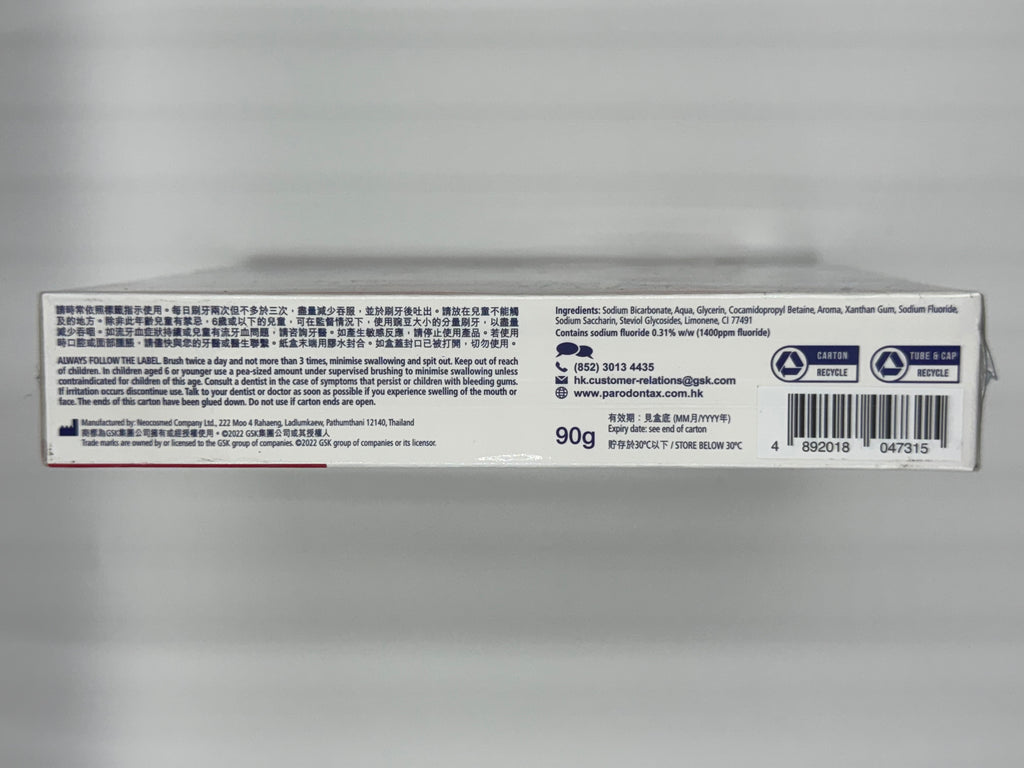 請時常依照標籤指示使用。每日刷牙兩次但不多於三次，盡量減少吞服，並於刷牙後吐出。請放在兒童不能觸
及的地方。除非此年齡兒童有禁忌，6歲或以下的兒童，可在監督情況下，使用豌豆大小的分量刷牙，以盡量
減少吞咽。如流牙血症狀持續或兒童有流牙血問題，請咨詢牙醫。如產生敏感反應，請停止使用產品。若使用
時口腔或面部腫脹，請儘快與您的牙醫或醫生聯繫。紙盒末端用膠水封合。如盒蓋封口已被打開，切勿使用。
ALWAYS FOLLOW THE LABEL. Brush twice a day and not more than 3 times, minimise swallowing and spit out. Keep out of reach
of children. In children aged 6 or younger use a pea-sized amount under supervised brushing to minimise swallowing unless
contraindicated for children of this age. Consult a dentist in the case of symptoms that persist or children with bleeding gums.
If irritation occurs discontinue use. Talk to your dentist or doctor as soon as possible if you experience swelling of the mouth or
face. The ends of this carton have been glued down. Do not use if carton ends are open.
Manufactured by: Neocosmed Company Ltd., 222 Moo 4 Rahaeng, Ladlumkaew, Pathumthani 12140, Thailand
商標為GSK集團公司擁有或經授權使用。©2022 GSK集團公司或其授權人
Trade marks are owned by or licensed to the GSK group of companies. ©2022 GSK group of companies or its licensor.
Ingredients: Sodium Bicarbonate, Aqua, Glycerin, Cocamidopropyl Betaine, Aroma, Xanthan Gum, Sodium Fluoride,
Sodium Saccharin, Steviol Glycosides, Limonene, CI 77491
Contains sodium fluoride 0.31% w/w (1400ppm fluoride)
(852) 3013 4435
hk.customer-relations@gsk.com
www.parodontax.com.hk
CARTON
RECYCLE
TUBE & CAP
RECYCLE
90g
有效期：見盒底 (MM月/YYYY年)
Expiry date: see end of carton
貯存於30℃以下 / STORE BELOW 30℃
4 892018 047315